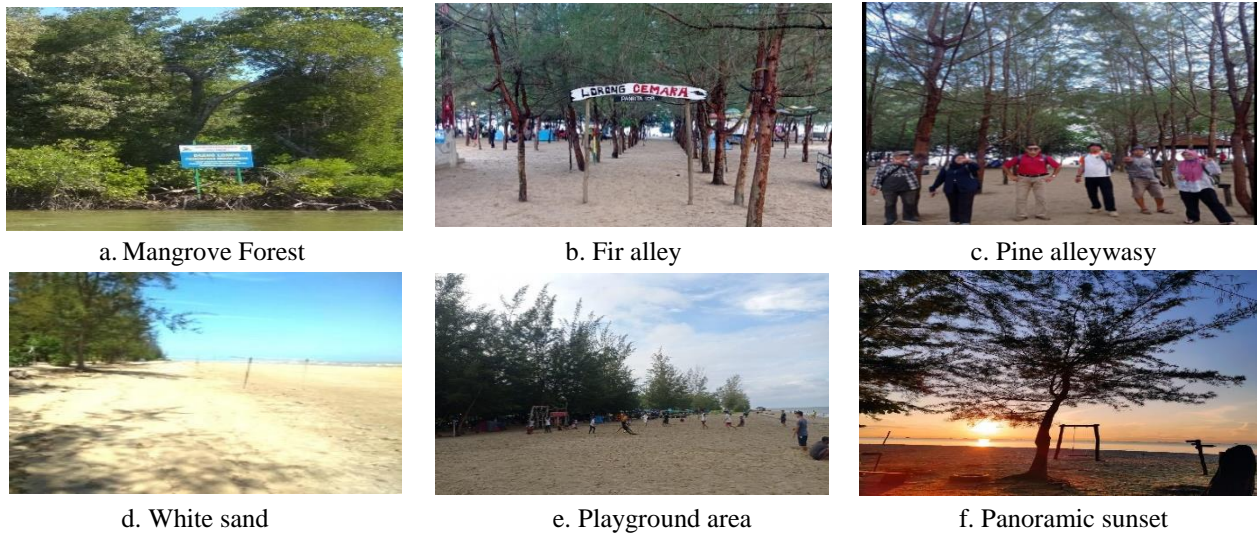 LORONG CEMARA
a. Mangrove Forest
b. Fir alley
c. Pine alleywasy
d. White sand
e. Playground area
f. Panoramic sunset